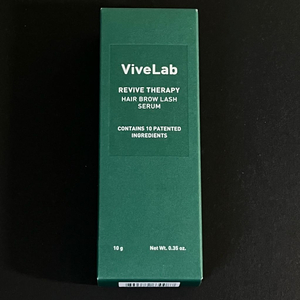 ViveLab
REVIVE THERAPY
HAIR BROW LASH
SERUM
CONTAINS 10 PATENTED
INGREDIENTS
10 g Net Wt. 0.35 oz.